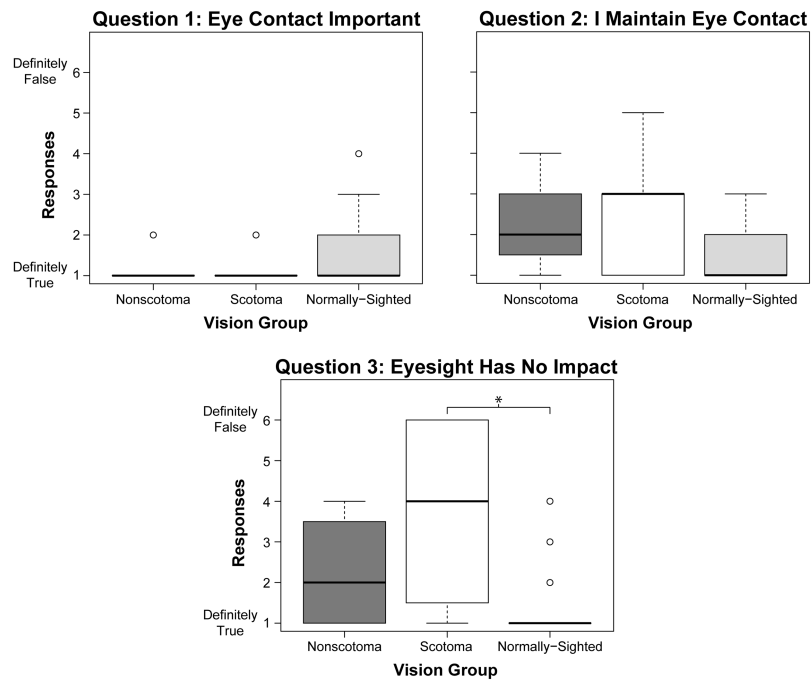 Question 1: Eye Contact Important
Definitely
False
6
5
4
3
2
Definitely
True
1
Responses
Nonscotoma Scotoma Normally−Sighted
Vision Group
Question 2: I Maintain Eye Contact
Nonscotoma Scotoma Normally−Sighted
Vision Group
Question 3: Eyesight Has No Impact
*
Definitely
False
6
5
4
3
2
Definitely
True
1
Responses
Nonscotoma Scotoma Normally−Sighted
Vision Group